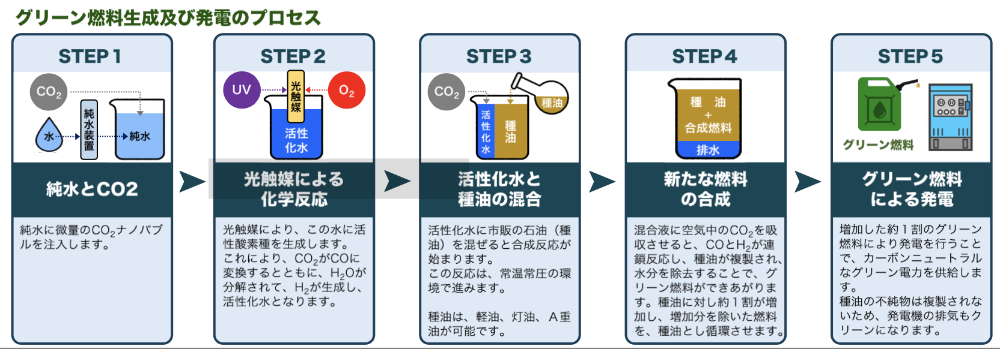 グリーン燃料生成及び発電のプロセス
STEP 1
CO2
水
純水装置
純水
純水とCO2
純水に微量のCO2ナノバブ
ルを注入します。
STEP 2
UV
光触媒
O2
活性
化水
光触媒による
化学反応
光触媒により、この水に活
性酸素種を生成します。
これにより、CO2がCOに
変換するとともに、H2Oが
分解されて、H2が生成し、
活性化水となります。
STEP 3
CO2
種油
活性化水
種油
活性化水と
種油の混合
活性化水に市販の石油（種
油）を混ぜると合成反応が
始まります。
この反応は、常温常圧の環
境で進みます。
種油は、軽油、灯油、A重
油が可能です。
STEP 4
種 油
+
合成燃料
排水
新たな燃料
の合成
混合液に空気中のCO2を吸
収させると、COとH2が連
鎖反応し、種油が複製され、
水分を除去することで、グ
リーン燃料ができあがりま
す。種油に対し約1割が増
加し、増加分を除いた燃料
を、種油とし循環させます。
STEP 5
グリーン燃料
グリーン燃料
による発電
増加した約1割のグリーン
燃料により発電を行うこと
で、カーボンニュートラル
なグリーン電力を供給しま
す。
種油の不純物は複製されな
いため、発電機の排気もク
リーンになります。